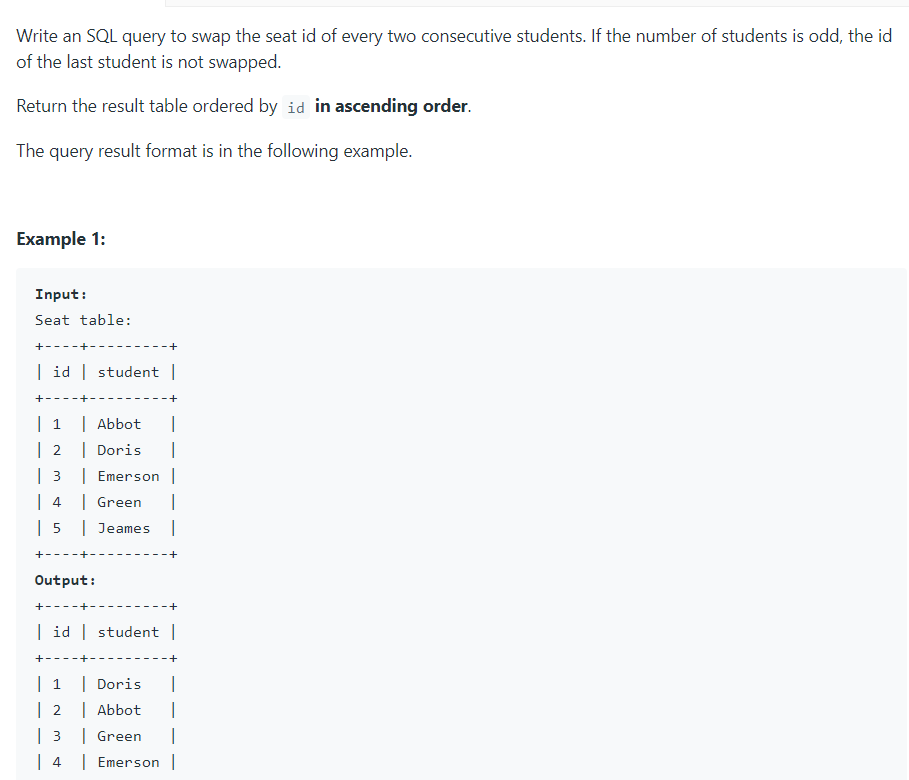 Write an SQL query to swap the seat id of every two consecutive students. If the number of students is odd, the id
of the last student is not swapped.
Return the result table ordered by id in ascending order.
The query result format is in the following example.
Example 1:
Input:
Seat table:
+----+---------+
| id | student |
+----+---------+
| 1  | Abbot   |
| 2  | Doris   |
| 3  | Emerson |
| 4  | Green   |
| 5  | Jeames  |
+----+---------+
Output:
+----+---------+
| id | student |
+----+---------+
| 1  | Doris   |
| 2  | Abbot   |
| 3  | Green   |
| 4  | Emerson |